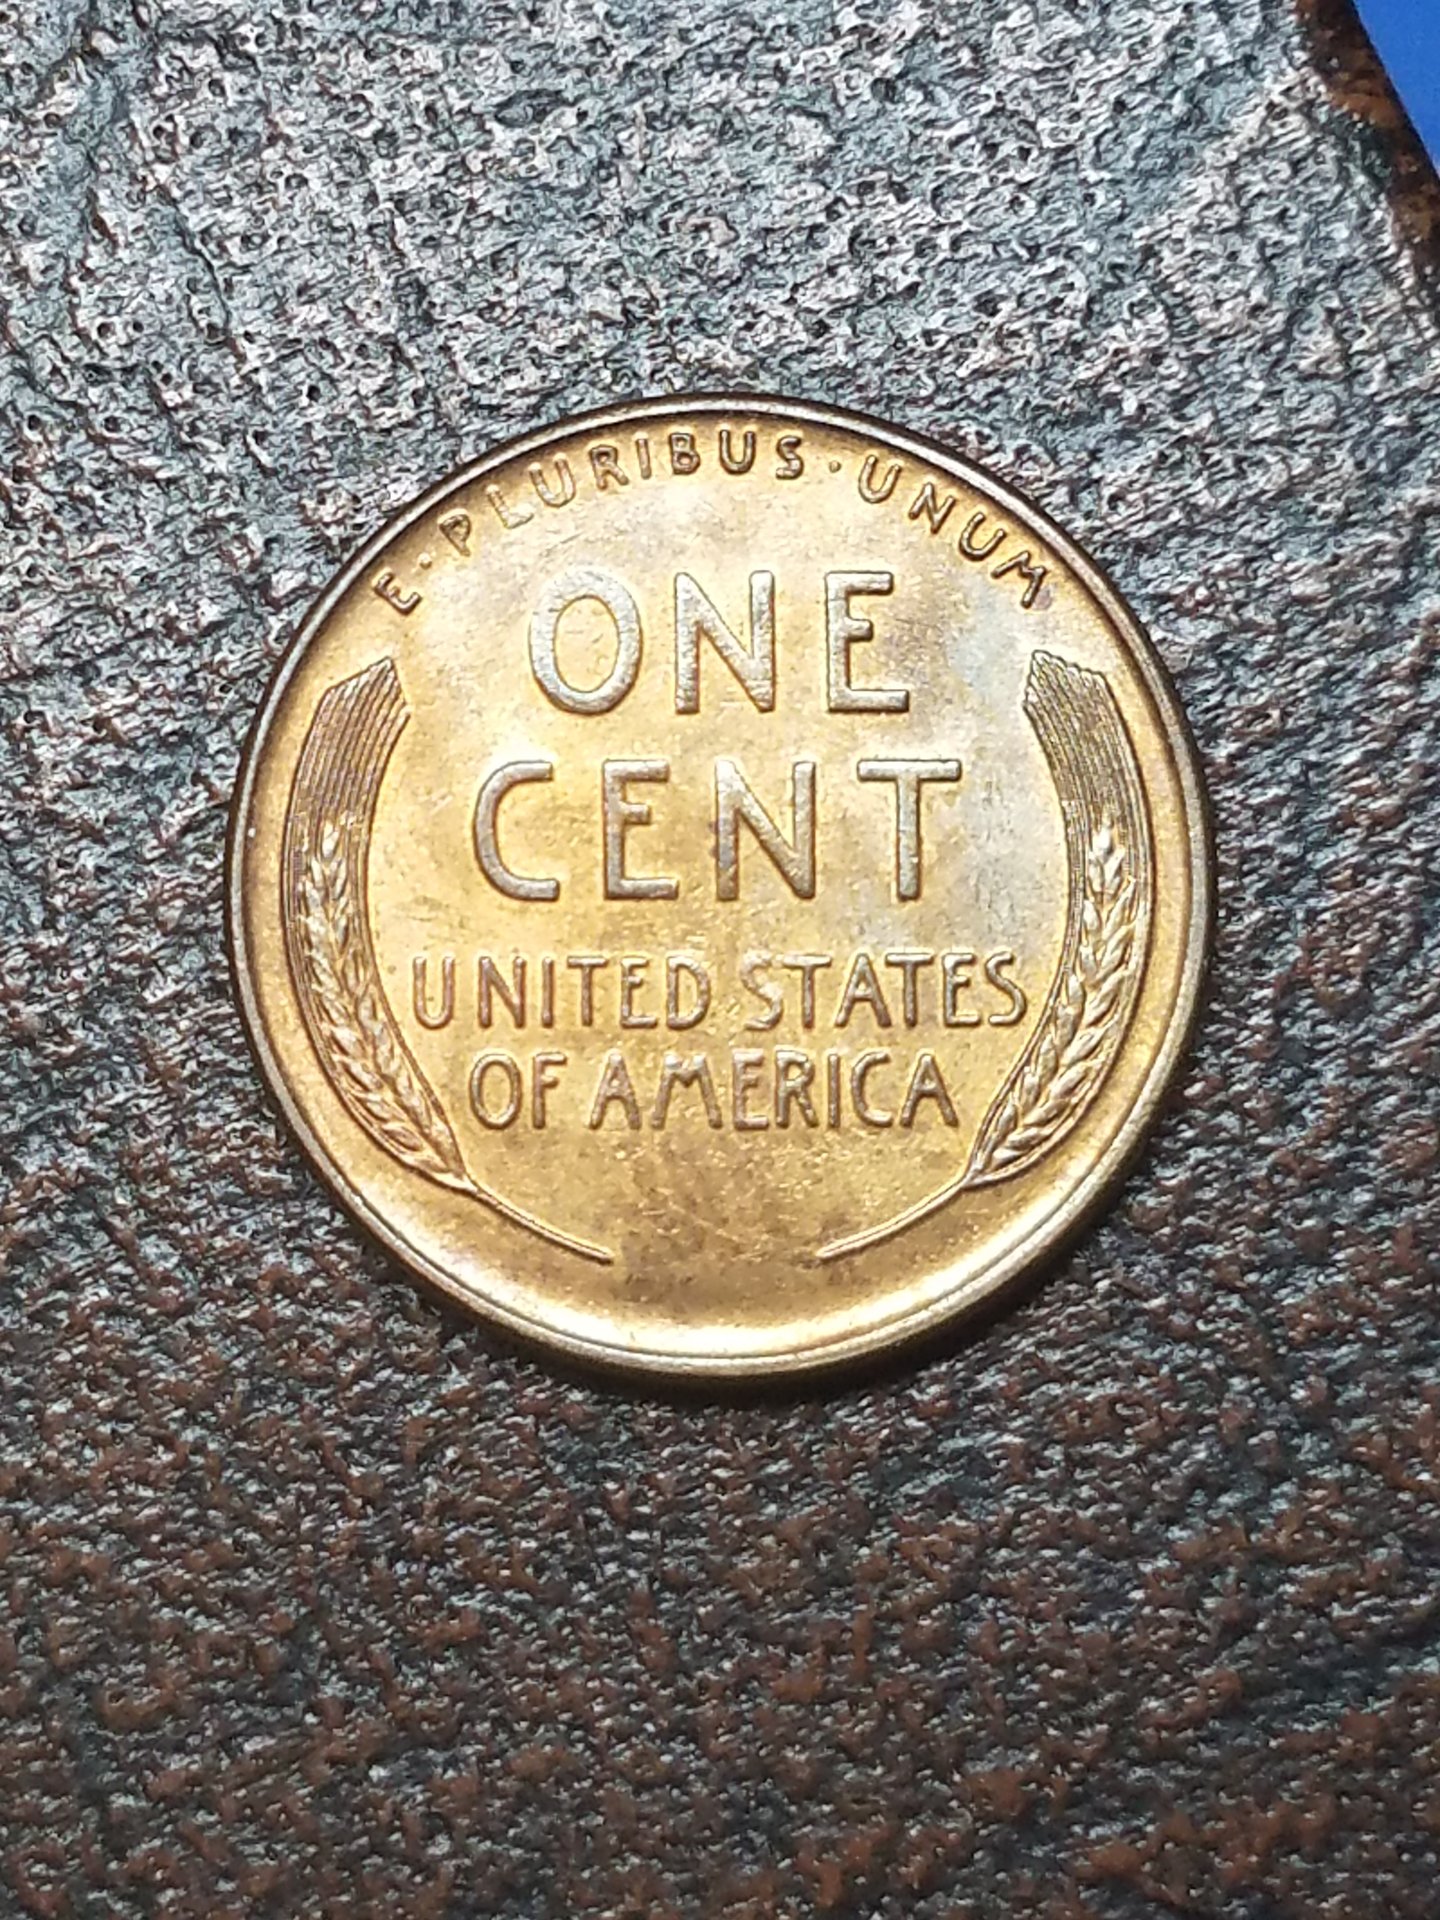 E·PLURIBUS·UNUM
ONE
CENT
UNITED STATES
OF AMERICA